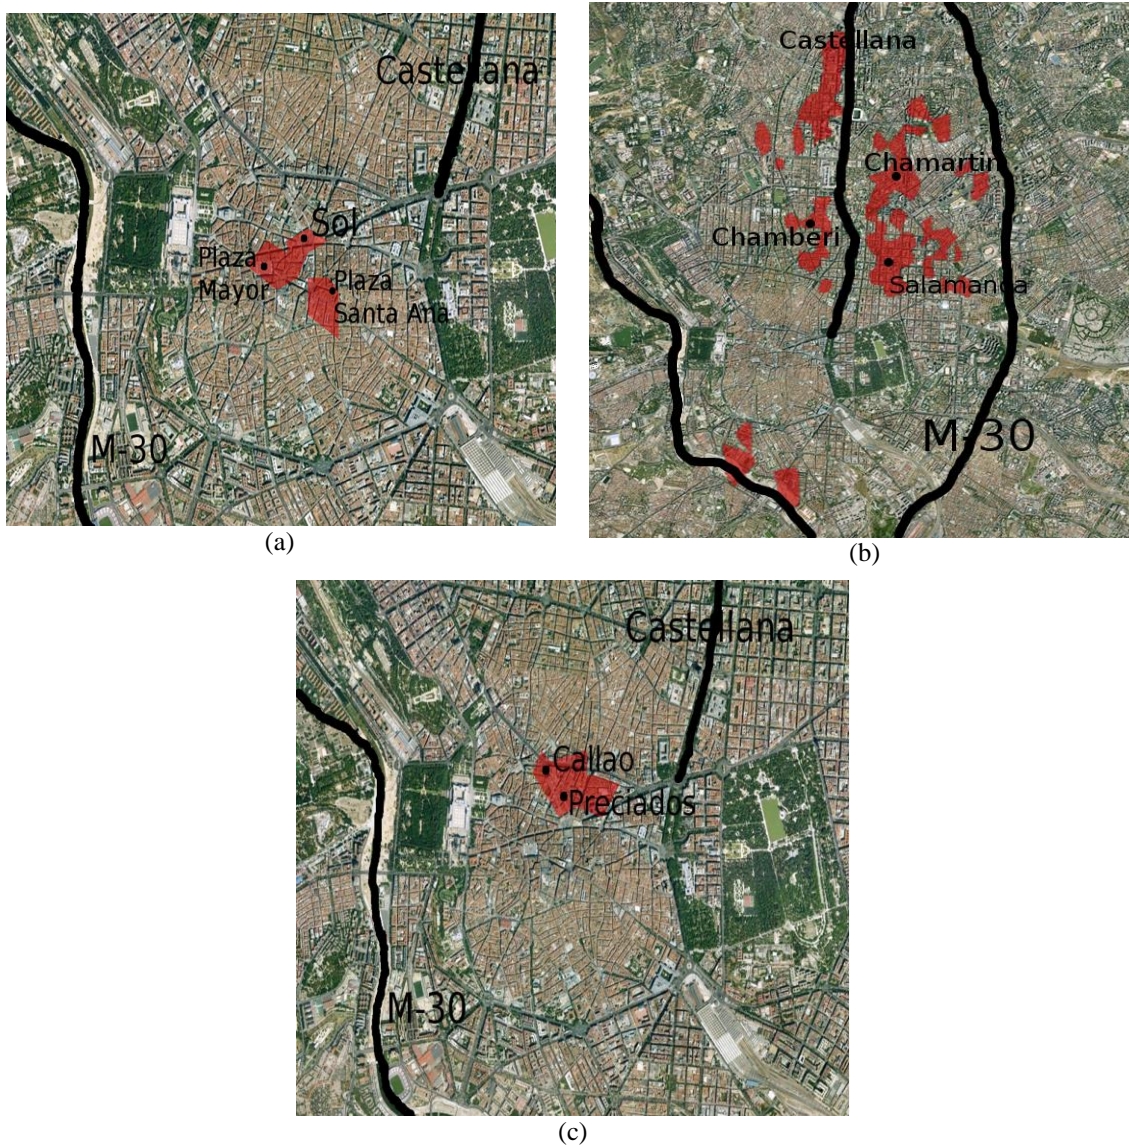 Castellana
Sol
Plaza
Mayor
Plaza
Santa Ana
M-30
(a)
Castellana
Chamartin
Chamberi
Salamanca
M-30
(b)
Castellana
Callao
Preciados
M-30
(c)